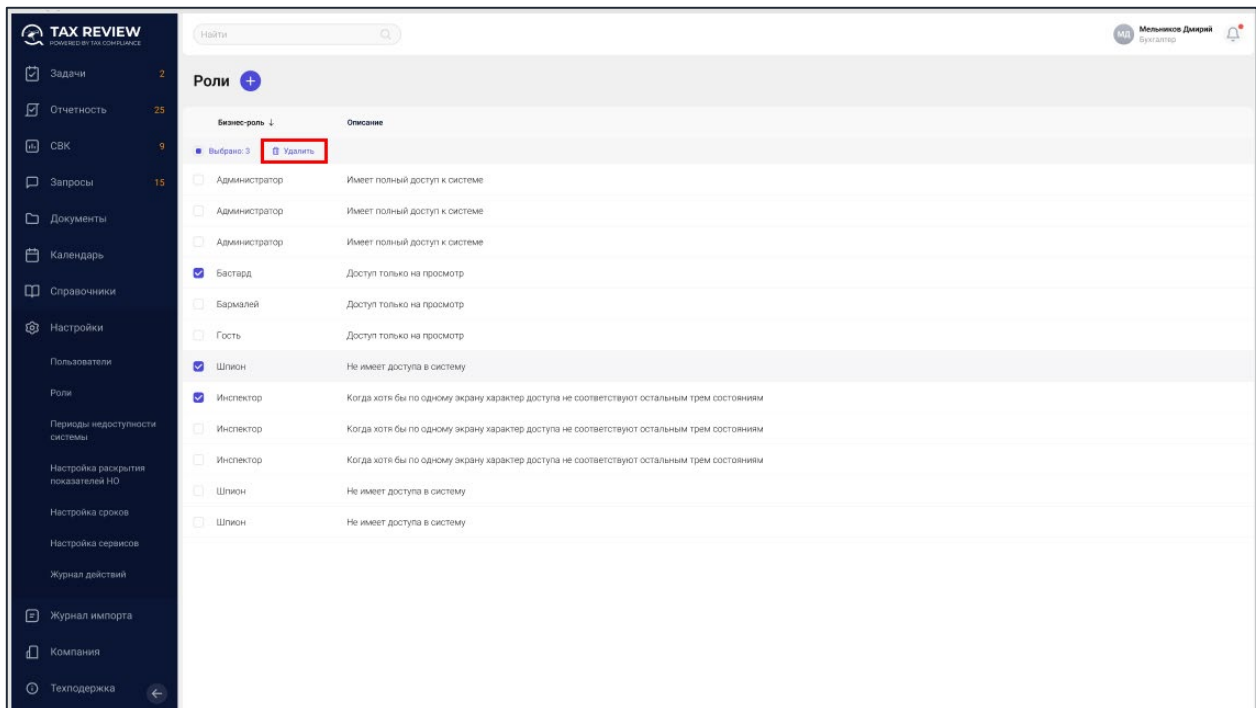 TAX REVIEW
POWERED BY TAX COMPLIANCE
Найти
МД
Мельников Дмирий
Бухгалтер
Задачи 2
Отчетность 25
СВК 9
Запросы 15
Документы
Календарь
Справочники
Настройки
Пользователи
Роли
Периоды недоступности
системы
Настройка раскрытия
показателей НО
Настройка сроков
Настройка сервисов
Журнал действий
Журнал импорта
Компания
Техподдержка
Роли
Бизнес-роль ↓ Описание
Выбрано: 3 Удалить
Администратор Имеет полный доступ к системе
Администратор Имеет полный доступ к системе
Администратор Имеет полный доступ к системе
Бастард Доступ только на просмотр
Бармалей Доступ только на просмотр
Гость Доступ только на просмотр
Шпион Не имеет доступа в систему
Инспектор Когда хотя бы по одному экрану характер доступа не соответствуют остальным трем состояниям
Инспектор Когда хотя бы по одному экрану характер доступа не соответствуют остальным трем состояниям
Инспектор Когда хотя бы по одному экрану характер доступа не соответствуют остальным трем состояниям
Шпион Не имеет доступа в систему
Шпион Не имеет доступа в систему